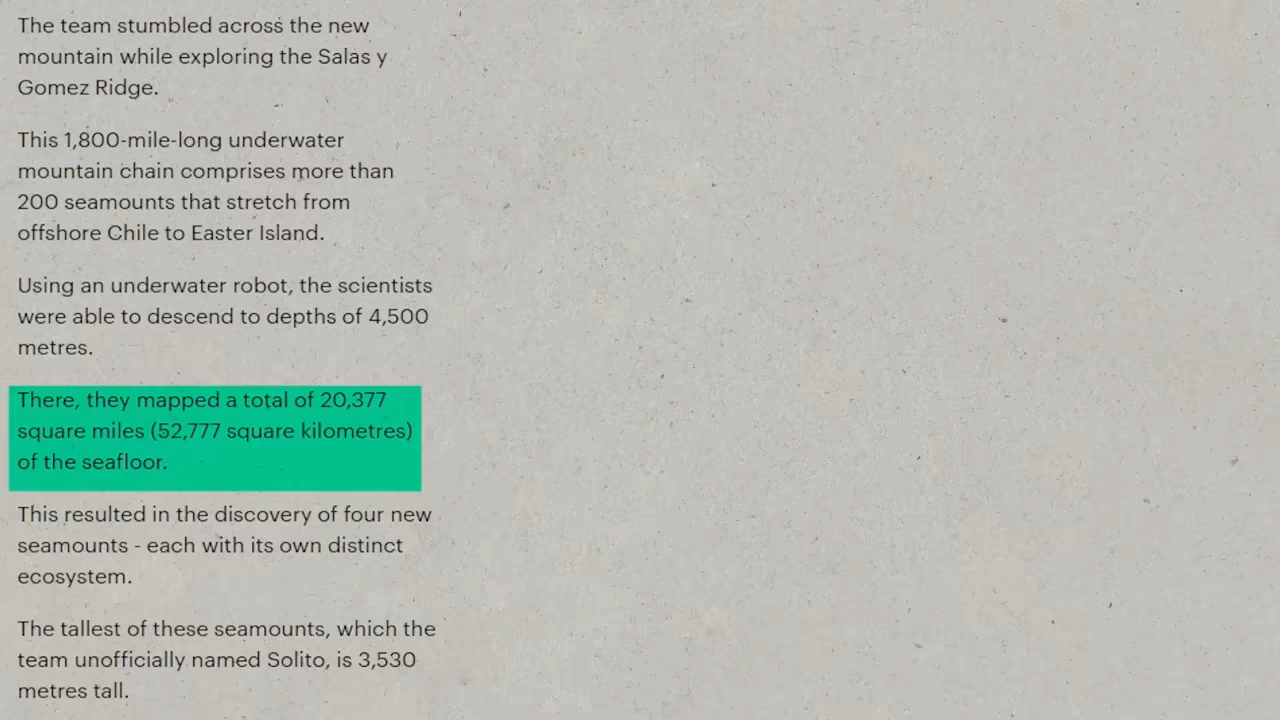 The team stumbled across the new
mountain while exploring the Salas y
Gomez Ridge.
This 1,800-mile-long underwater
mountain chain comprises more than
200 seamounts that stretch from
offshore Chile to Easter Island.
Using an underwater robot, the scientists
were able to descend to depths of 4,500
metres.
There, they mapped a total of 20,377
square miles (52,777 square kilometres)
of the seafloor.
This resulted in the discovery of four new
seamounts - each with its own distinct
ecosystem.
The tallest of these seamounts, which the
team unofficially named Solito, is 3,530
metres tall.